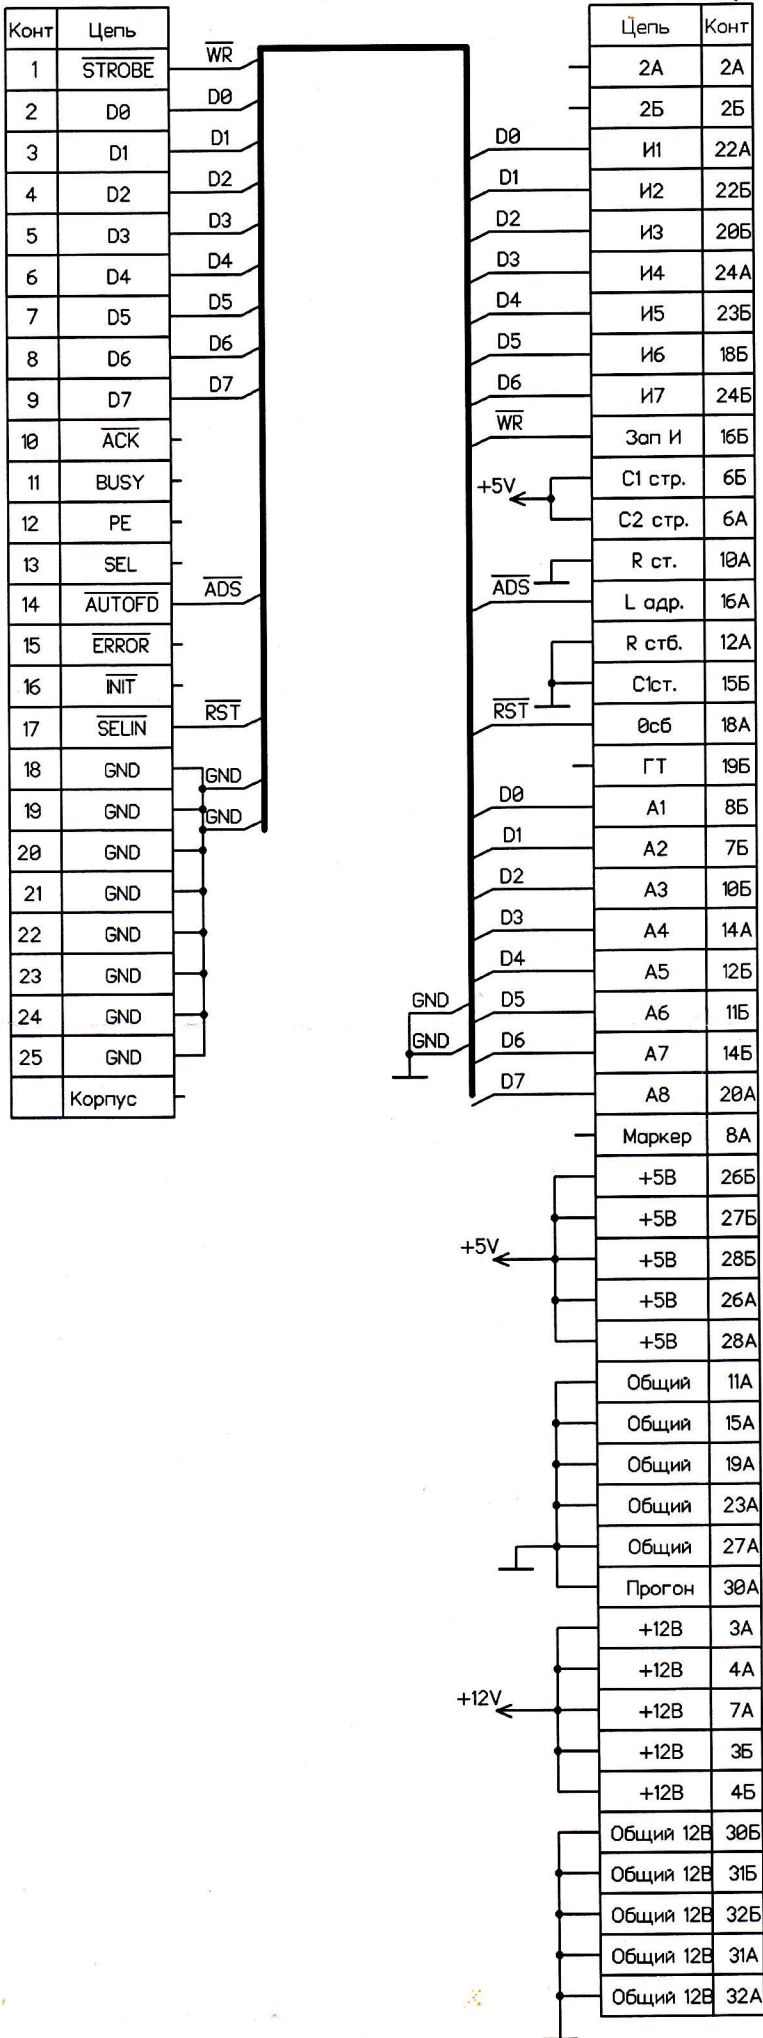 Конт Цепь
1 STROBE WR
2 D0 D0
3 D1 D1
4 D2 D2
5 D3 D3
6 D4 D4
7 D5 D5
8 D6 D6
9 D7 D7
10 ACK
11 BUSY
12 PE
13 SEL
14 AUTOFD ADS
15 ERROR
16 INIT
17 SELIN RST
18 GND GND
19 GND GND
20 GND
21 GND
22 GND
23 GND
24 GND
25 GND
Корпус
Цепь Конт
2А 2А
2Б 2Б
D0 И1 22А
D1 И2 22Б
D2 И3 20Б
D3 И4 24А
D4 И5 23Б
D5 И6 18Б
D6 И7 24Б
WR Зап И 16Б
+5V С1 стр. 6Б
С2 стр. 6А
R ст. 10А
ADS L адр. 16А
R стб. 12А
С1ст. 15Б
RST 0сб 18А
ГТ 19Б
D0 А1 8Б
D1 А2 7Б
D2 А3 10Б
D3 А4 14А
D4 А5 12Б
GND D5 А6 11Б
GND D6 А7 14Б
D7 А8 20А
Маркер 8А
+5В 26Б
+5В 27Б
+5V +5В 28Б
+5В 26А
+5В 28А
Общий 11А
Общий 15А
Общий 19А
Общий 23А
Общий 27А
Прогон 30А
+12В 3А
+12В 4А
+12V +12В 7А
+12В 3Б
+12В 4Б
Общий 12В 30Б
Общий 12В 31Б
Общий 12В 32Б
Общий 12В 31А
Общий 12В 32А